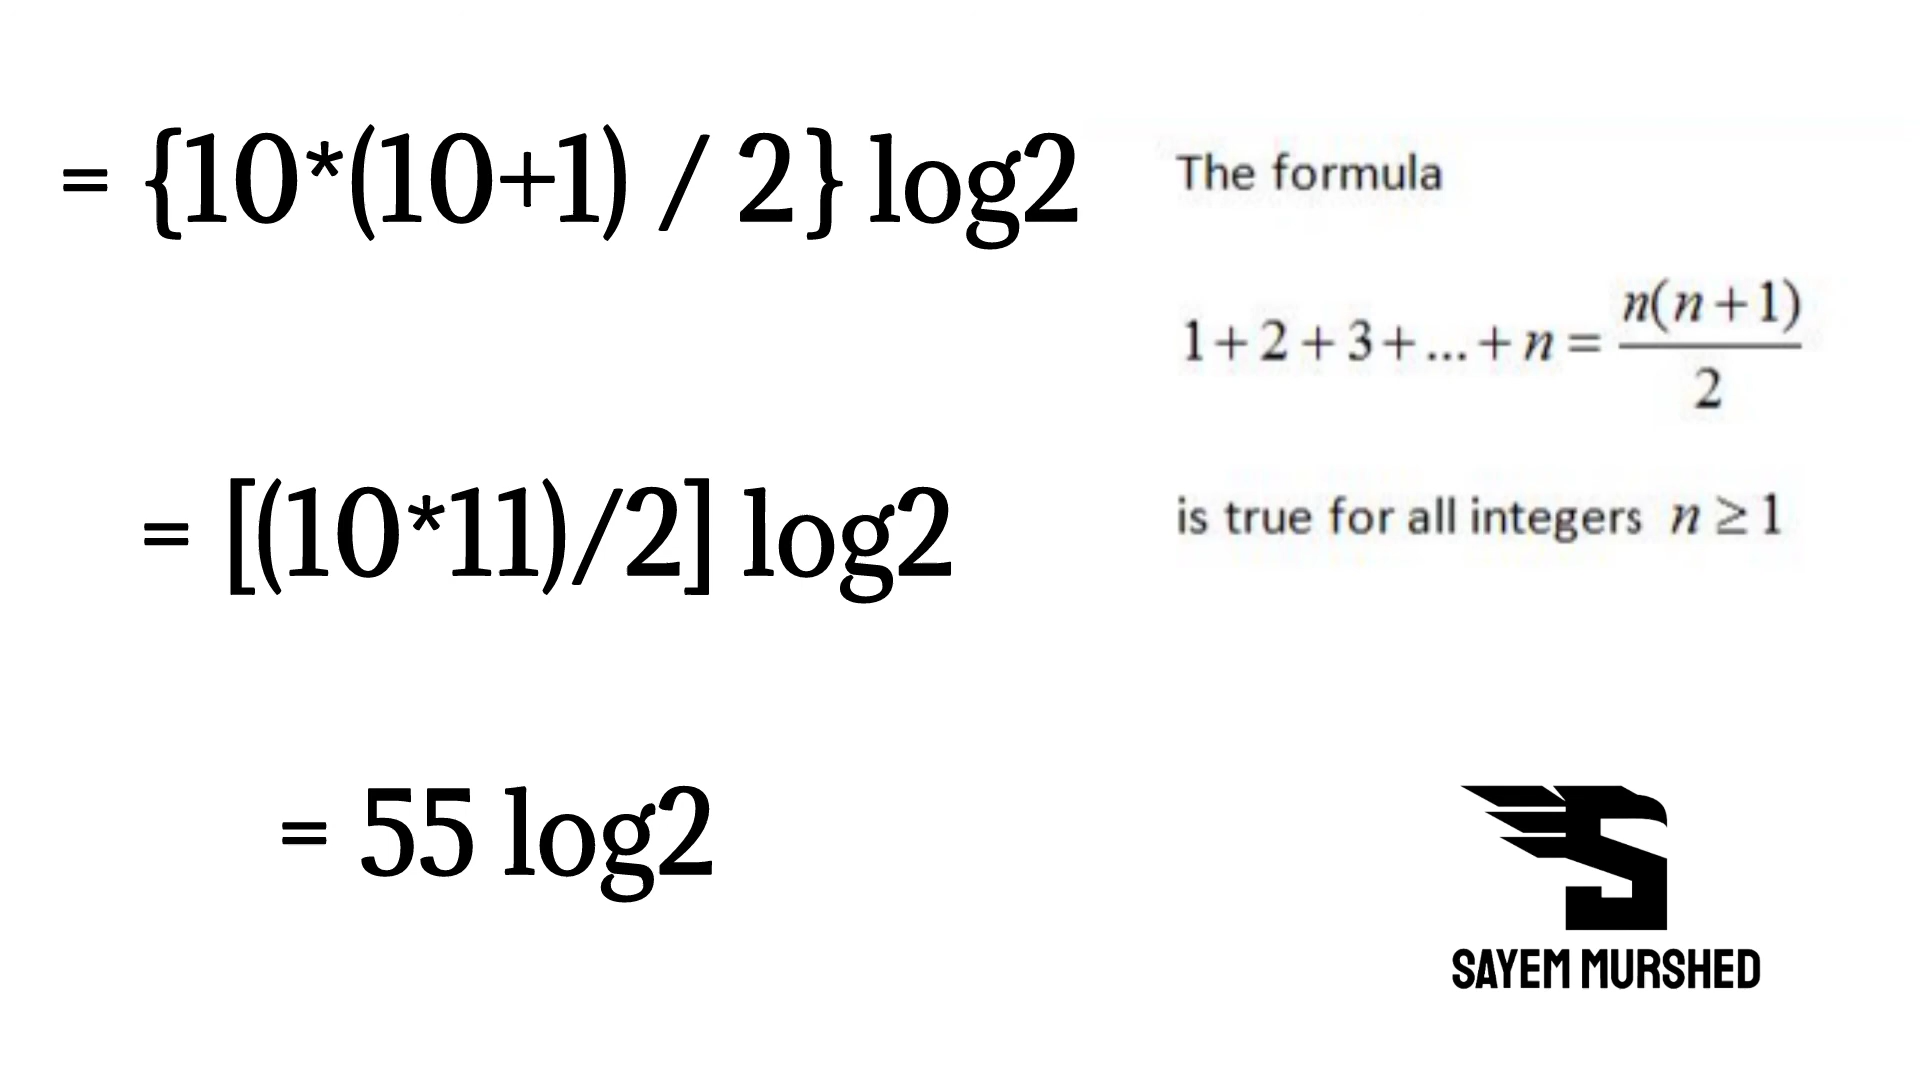 = {10*(10+1) / 2} log2
= [(10*11)/2] log2
= 55 log2
The formula
1+2+3+...+n = n(n+1)/2
is true for all integers n ≥ 1
SAYEM MURSHED